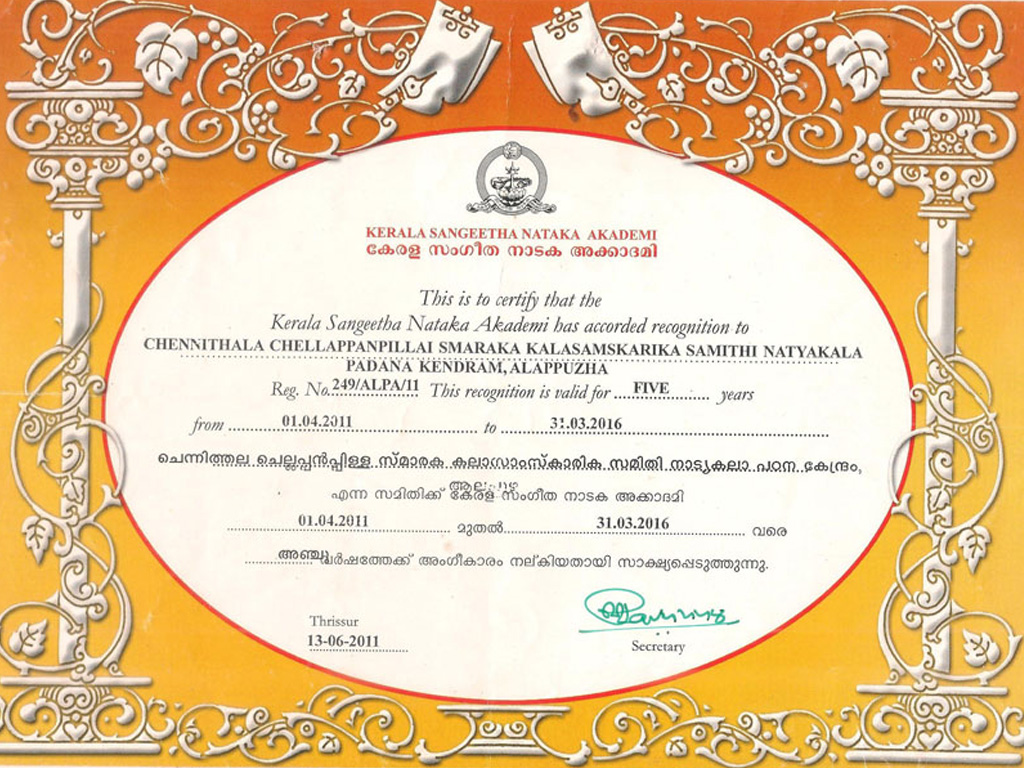 KERALA SANGEETHA NATAKA AKADEMI
കേരള സംഗീത നാടക അക്കാദമി
This is to certify that the
Kerala Sangeetha Nataka Akademi has accorded recognition to
CHENNITHALA CHELLAPPANPILLAI SMARAKA KALASAMSKARIKA SAMITHI NATYAKALA
PADANA KENDRAM, ALAPPUZHA
Reg. No. 249/ALPA/11 This recognition is valid for FIVE years
from 01.04.2011 to 31.03.2016
ചെന്നിത്തല ചെല്ലപ്പൻപ്പിള്ള സ്മാരക കലാസാംസ്കാരിക സമിതി നാട്യകലാ പഠന കേന്ദ്രം,
എന്ന സമിതിക്ക് കേരള സംഗീത നാടക അക്കാദമി
01.04.2011 മുതൽ 31.03.2016 വരെ
അഞ്ചു വർഷത്തേക്ക് അംഗീകാരം നല്കിയതായി സാക്ഷ്യപ്പെടുത്തുന്നു.
Thrissur
13-06-2011
Secretary